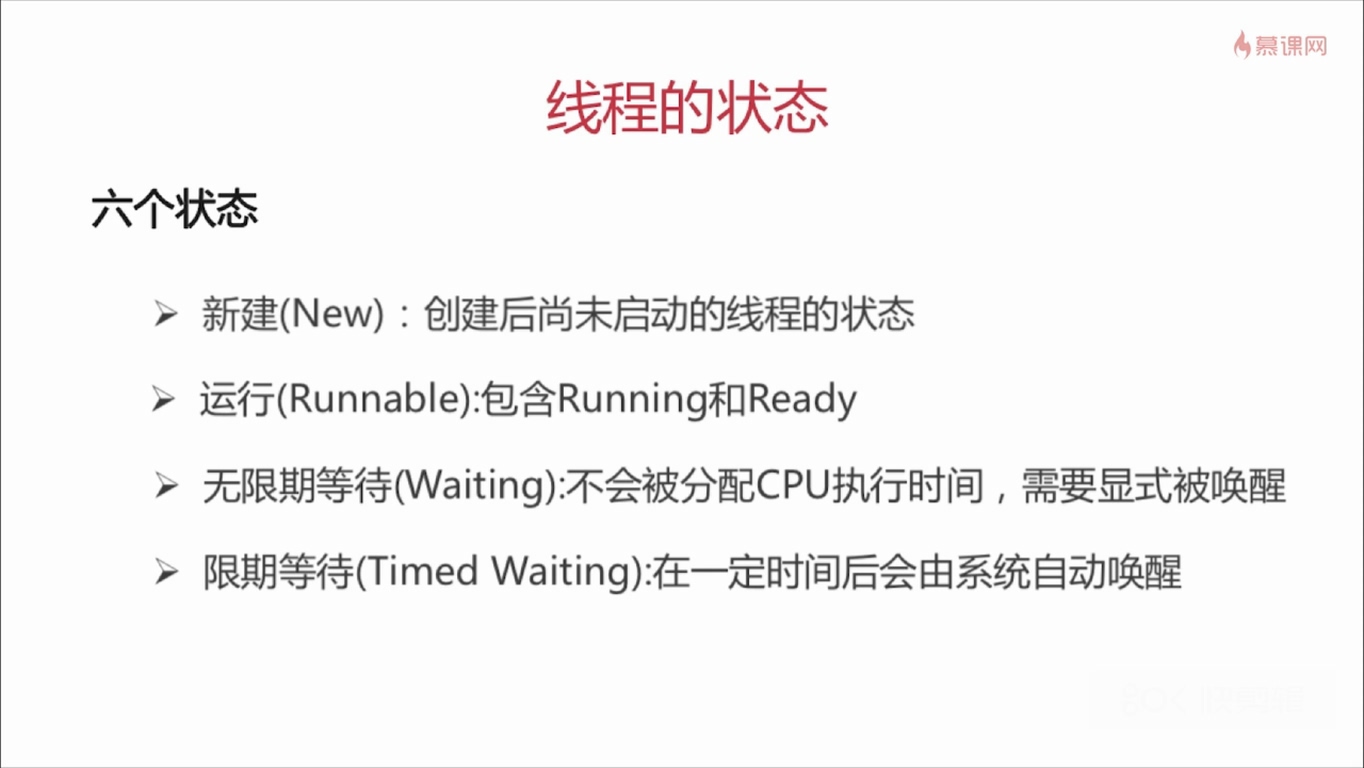 慕课网
线程的状态
六个状态
➢ 新建(New)：创建后尚未启动的线程的状态
➢ 运行(Runnable):包含Running和Ready
➢ 无限期等待(Waiting):不会被分配CPU执行时间，需要显式被唤醒
➢ 限期等待(Timed Waiting):在一定时间后会由系统自动唤醒